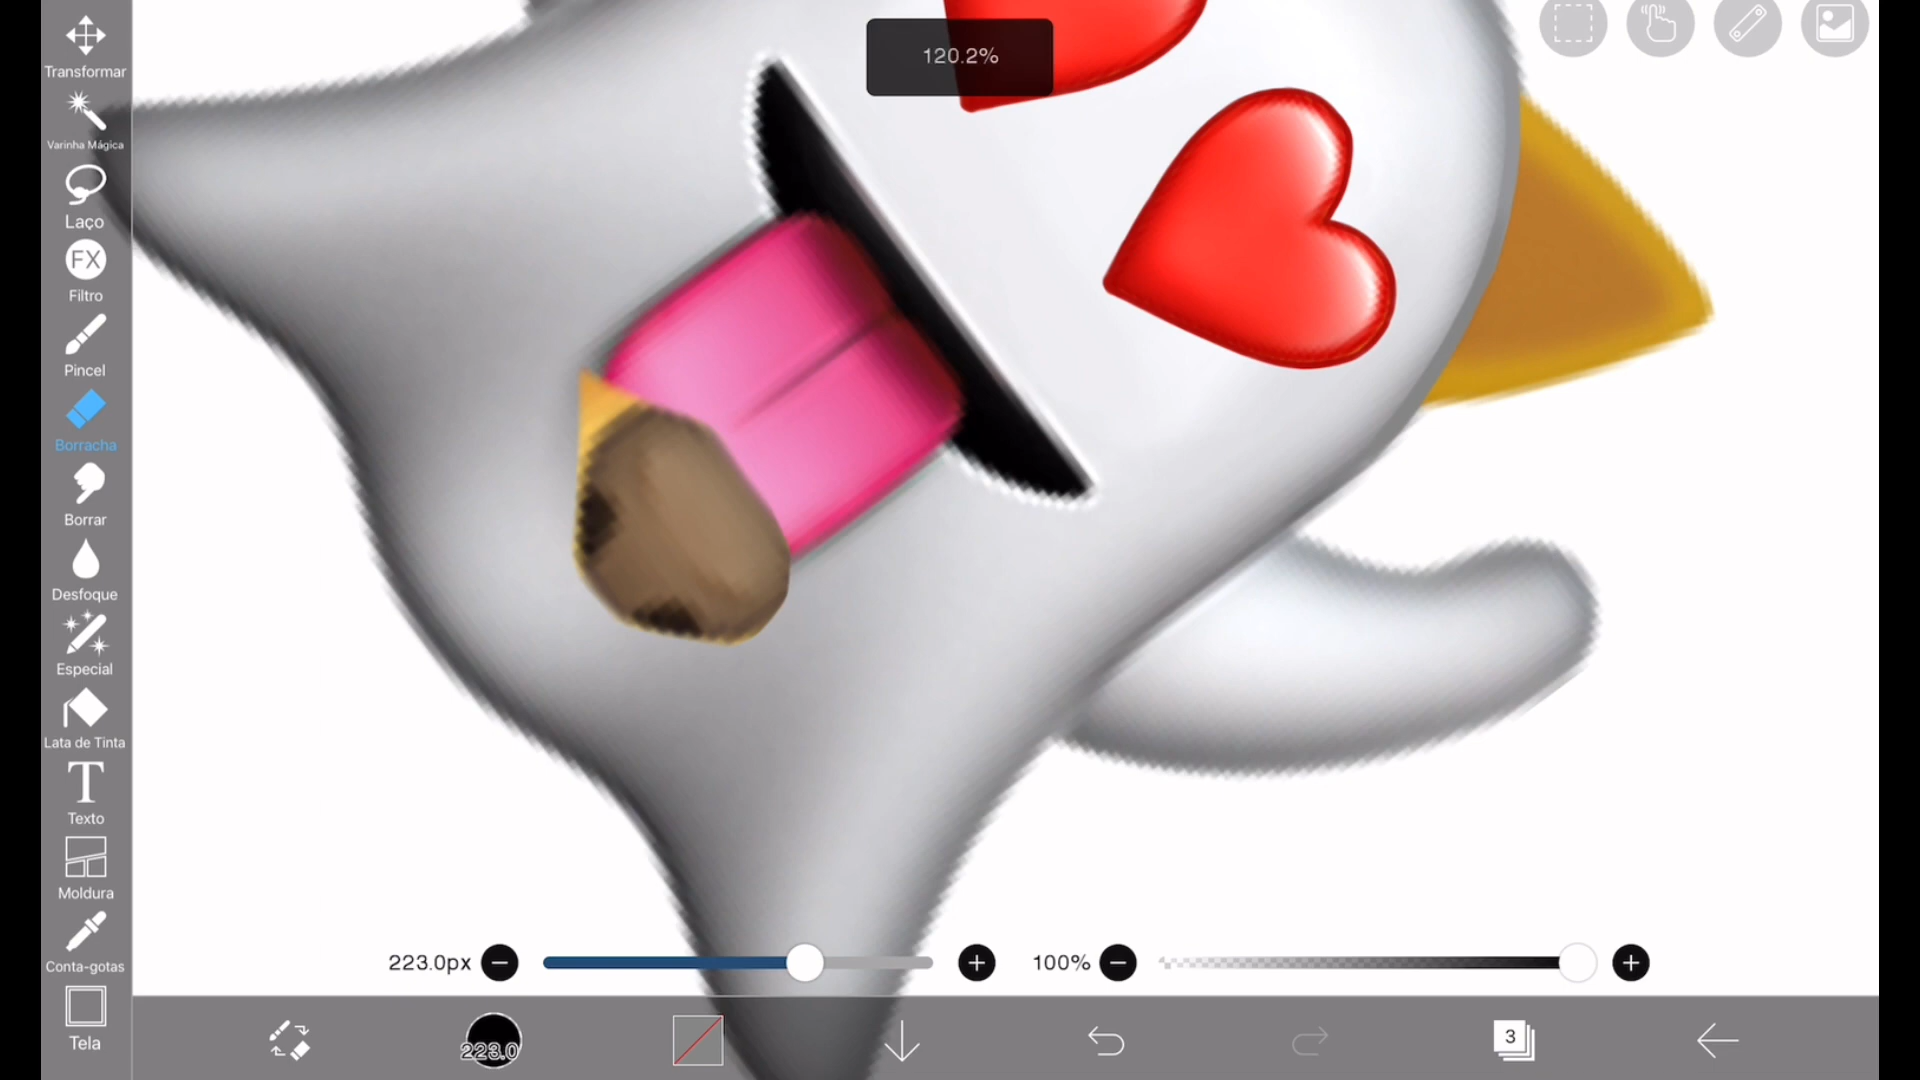 120.2%
Transformar
Varinha Mágica
Laço
FX
Filtro
Pincel
Borracha
Borrar
Desfoque
Especial
Lata de Tinta
T
Texto
Moldura
Conta-gotas
Tela
223.0px
100%
223.0
3